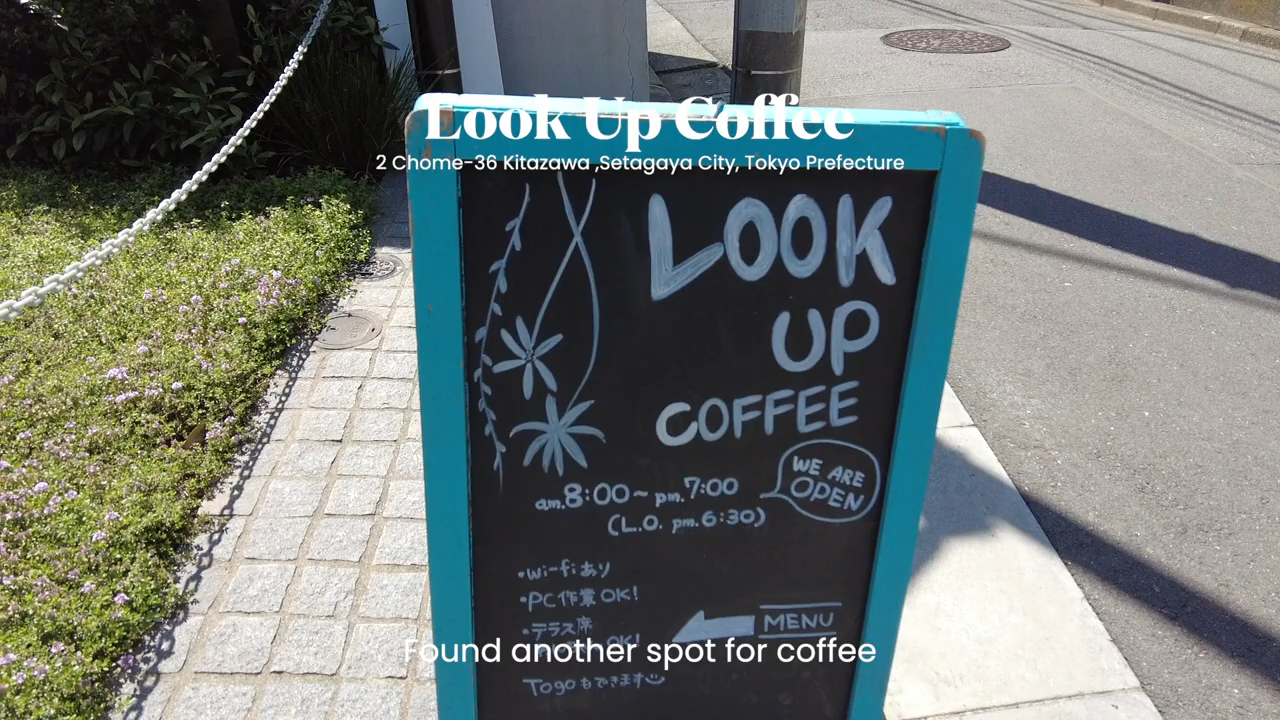 Look Up Coffee
2 Chome-36 Kitazawa ,Setagaya City, Tokyo Prefecture
LOOK
UP
COFFEE
WE ARE
OPEN
am.8:00~pm.7:00
(L.O. pm.6:30)
•Wi-fiあり
•PC作業OK!
•テラス席
OK!
MENU
Found another spot for coffee
Togoもできます